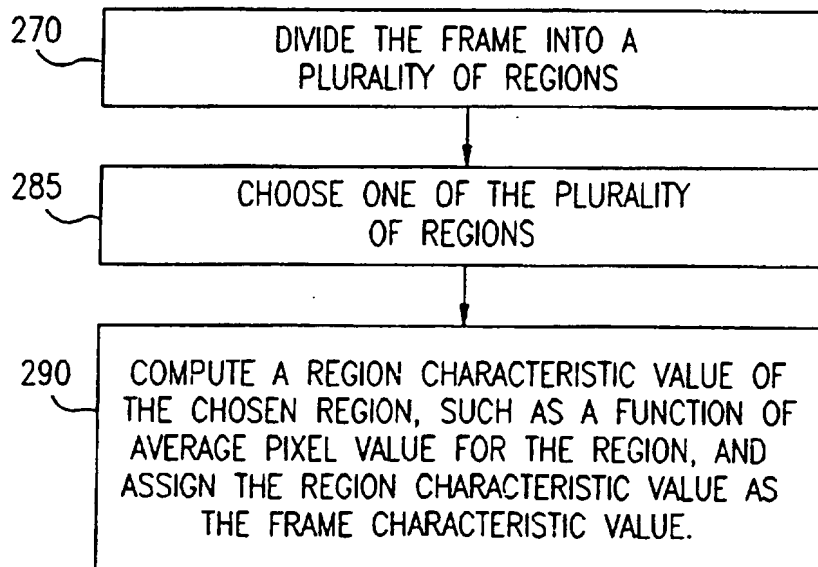 270
DIVIDE THE FRAME INTO A
PLURALITY OF REGIONS
285
CHOOSE ONE OF THE PLURALITY
OF REGIONS
290
COMPUTE A REGION CHARACTERISTIC VALUE OF
THE CHOSEN REGION, SUCH AS A FUNCTION OF
AVERAGE PIXEL VALUE FOR THE REGION, AND
ASSIGN THE REGION CHARACTERISTIC VALUE AS
THE FRAME CHARACTERISTIC VALUE.